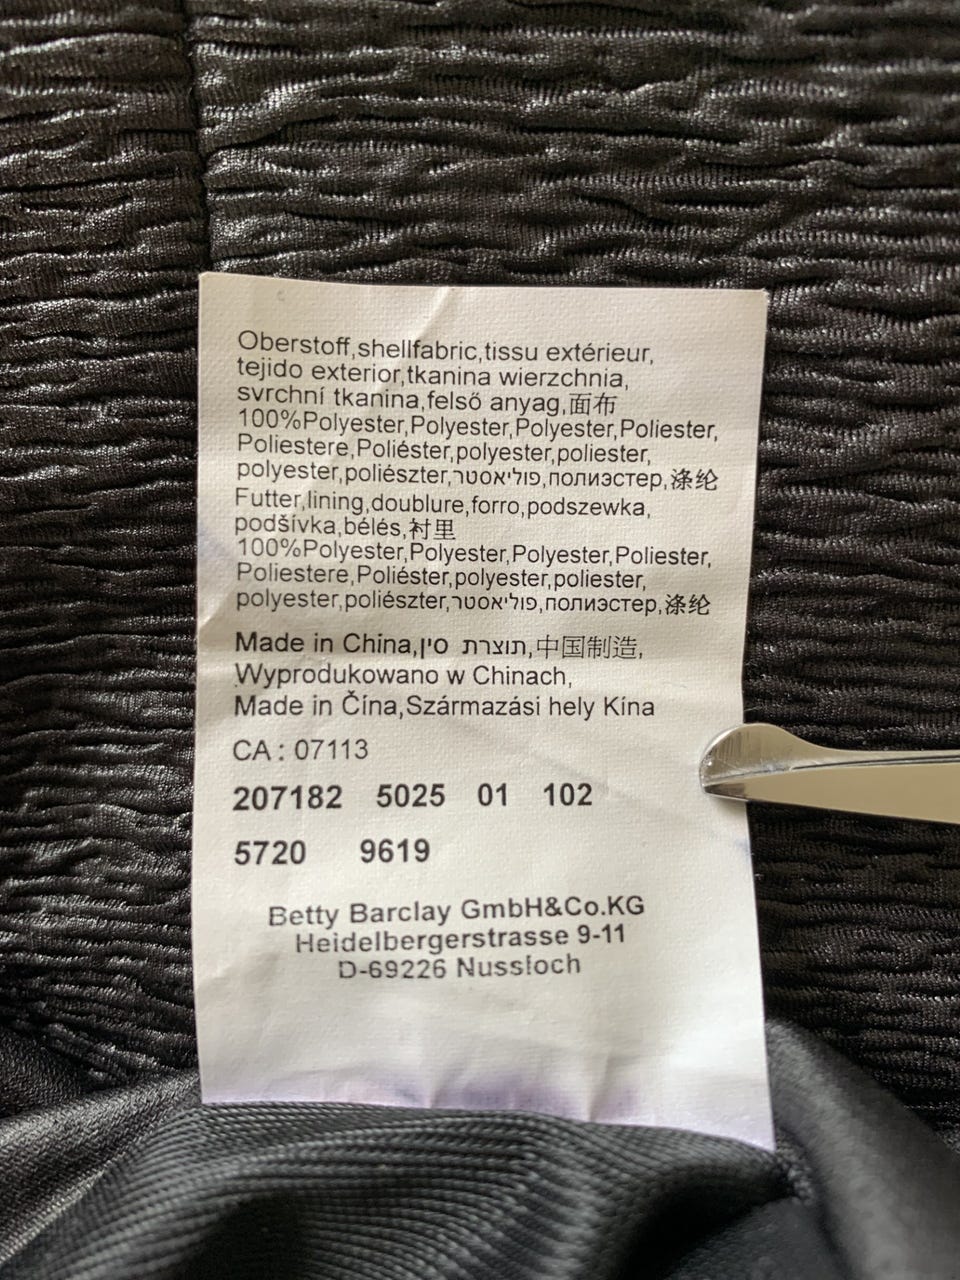 Oberstoff,shellfabric,tissu extérieur,
tejido exterior,tkanina wierzchnia,
svrchní tkanina,felső anyag,面布
100%Polyester,Polyester,Polyester,Poliester,
Poliestere,Poliéster,polyester,poliester,
polyester,poliészter,פוליאסטר,полиэстер,涤纶
Futter,lining,doublure,forro,podszewka,
podšívka,bélés,衬里
100%Polyester,Polyester,Polyester,Poliester,
Poliestere,Poliéster,polyester,poliester,
polyester,poliészter,פוליאסטר,полиэстер,涤纶
Made in China,תוצרת סין,中国制造,
Wyprodukowano w Chinach,
Made in Čína,Származási hely Kína
CA: 07113
207182 5025 01 102
5720 9619
Betty Barclay GmbH&Co.KG
Heidelbergerstrasse 9-11
D-69226 Nussloch